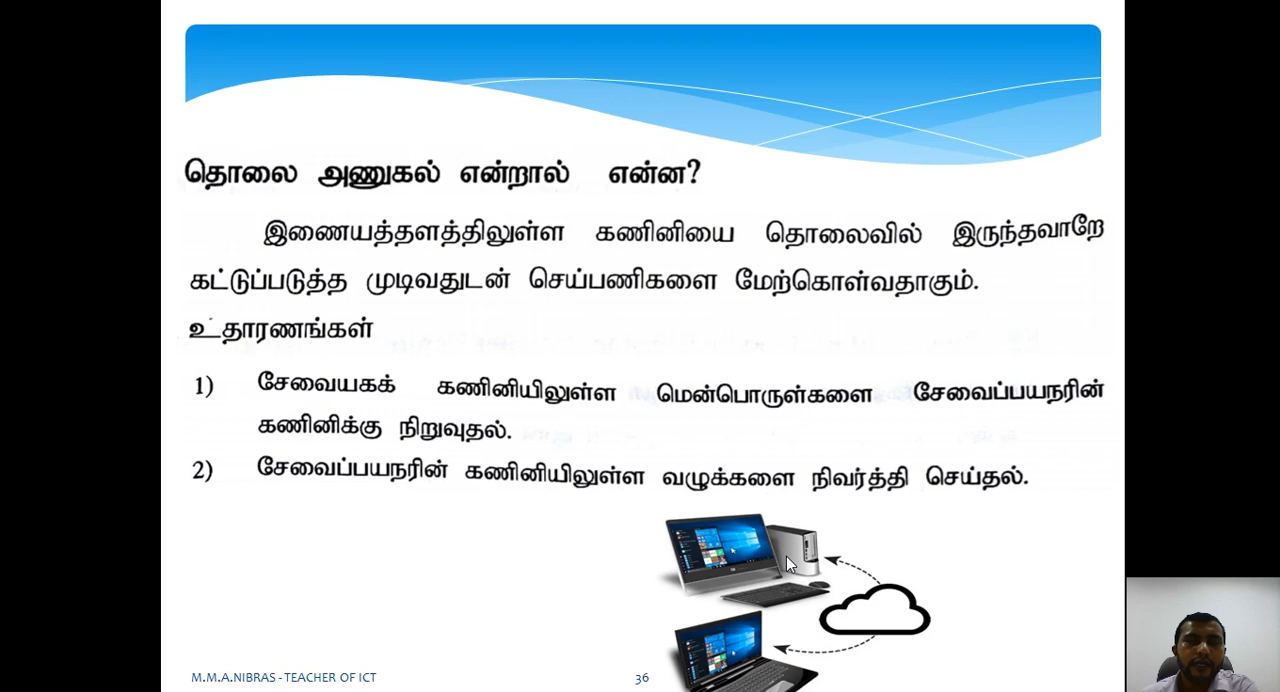 தொலை அணுகல் என்றால் என்ன?
இணையத்தளத்திலுள்ள கணினியை தொலைவில் இருந்தவாறே
கட்டுப்படுத்த முடிவதுடன் செய்பணிகளை மேற்கொள்வதாகும்.
உதாரணங்கள்
1) சேவையகக் கணினியிலுள்ள மென்பொருள்களை சேவைப்பயநரின்
கணினிக்கு நிறுவுதல்.
2) சேவைப்பயநரின் கணினியிலுள்ள வழுக்களை நிவர்த்தி செய்தல்.
M.M.A.NIBRAS - TEACHER OF ICT
36